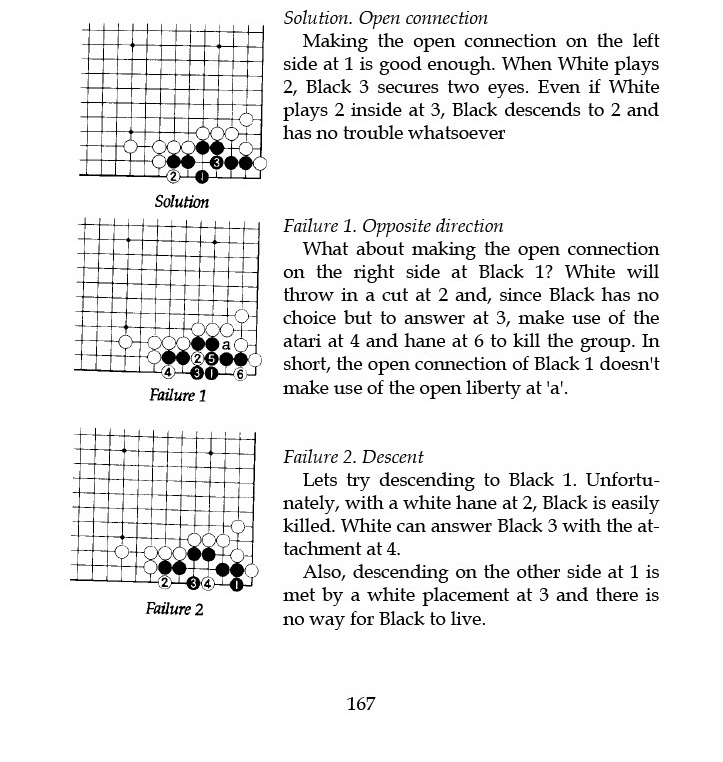 Solution. Open connection
Making the open connection on the left
side at 1 is good enough. When White plays
2, Black 3 secures two eyes. Even if White
plays 2 inside at 3, Black descends to 2 and
has no trouble whatsoever
3
2 1
Solution
Failure 1. Opposite direction
What about making the open connection
on the right side at Black 1? White will
throw in a cut at 2 and, since Black has no
choice but to answer at 3, make use of the
atari at 4 and hane at 6 to kill the group. In
short, the open connection of Black 1 doesn't
make use of the open liberty at 'a'.
a
2 5
4 3 1 6
Failure 1
Failure 2. Descent
Lets try descending to Black 1. Unfortu-
nately, with a white hane at 2, Black is easily
killed. White can answer Black 3 with the at-
tachment at 4.
Also, descending on the other side at 1 is
met by a white placement at 3 and there is
no way for Black to live.
2 3 4 1
Failure 2
167